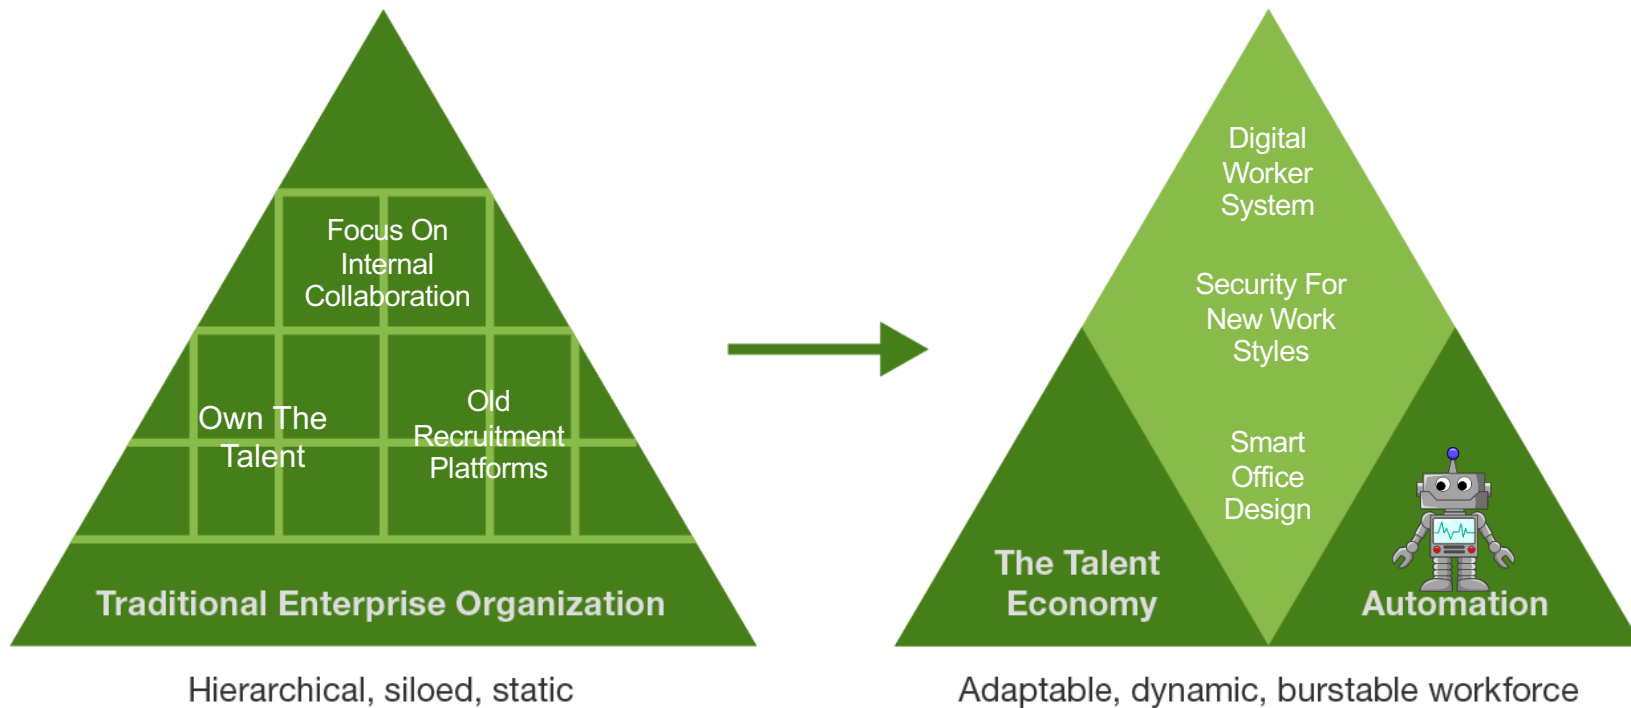 Focus On
Internal
Collaboration
Own The
Talent
Old
Recruitment
Platforms
Traditional Enterprise Organization
Hierarchical, siloed, static
Digital
Worker
System
Security For
New Work
Styles
Smart
Office
Design
The Talent
Economy
Automation
Adaptable, dynamic, burstable workforce